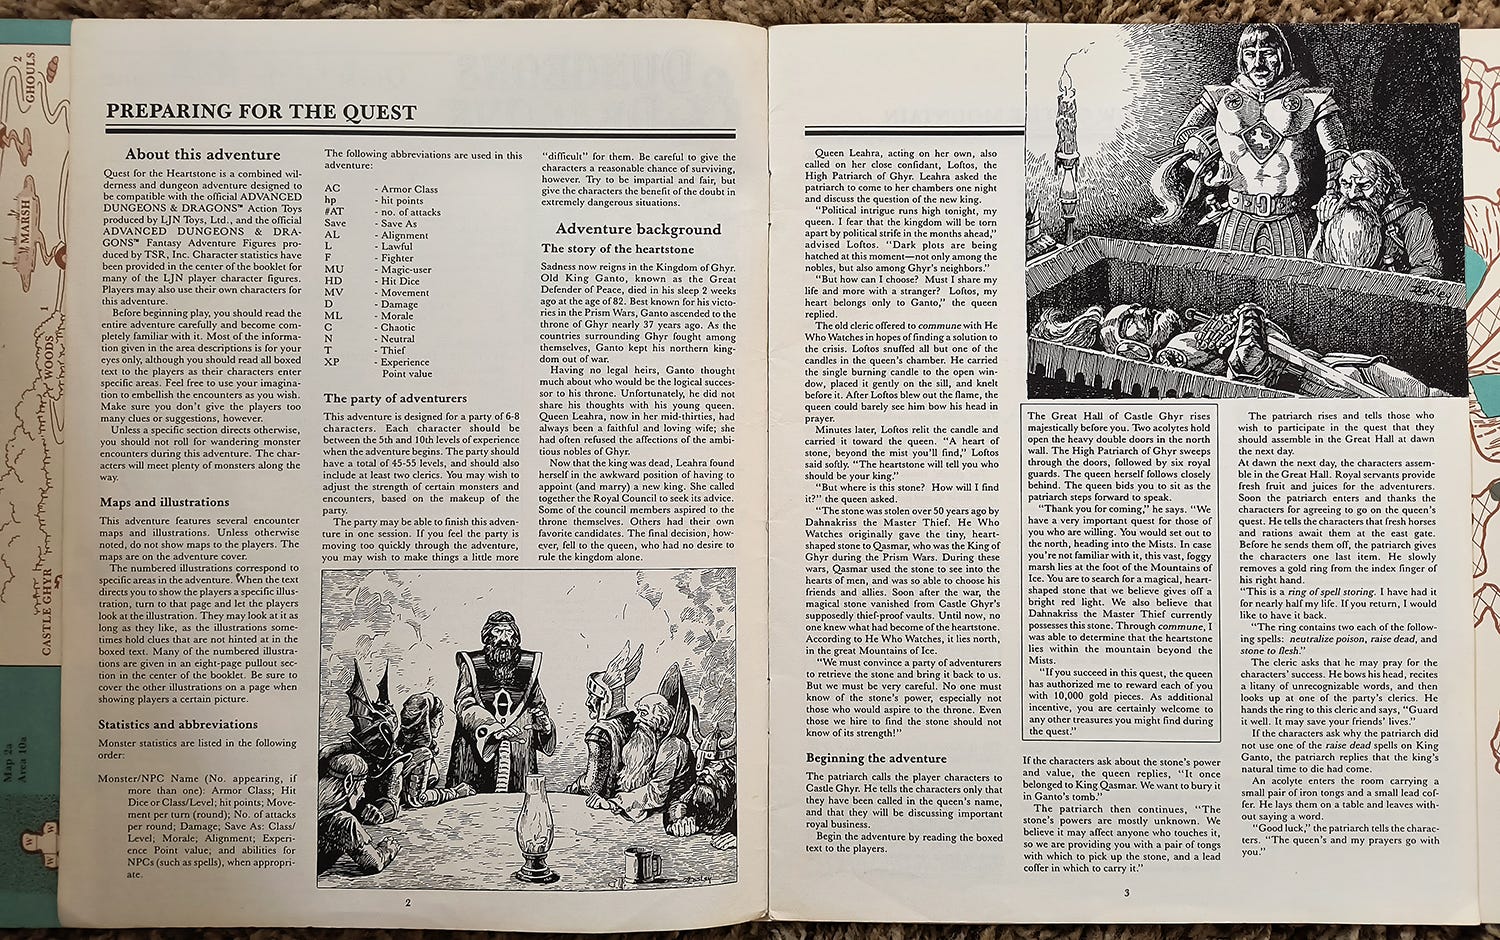 GHOULS 2
MARSH 3
WOODS 1
CASTLE GHYR
Map 2a
Area 10a
W
W
W
PREPARING FOR THE QUEST
About this adventure
Quest for the Heartstone is a combined wil-
derness and dungeon adventure designed to
be compatible with the official ADVANCED
DUNGEONS & DRAGONS™ Action Toys
produced by LJN Toys, Ltd., and the official
ADVANCED DUNGEONS & DRA-
GONS™ Fantasy Adventure Figures pro-
duced by TSR, Inc. Character statistics have
been provided in the center of the booklet for
many of the LJN player character figures.
Players may also use their own characters for
this adventure.
Before beginning play, you should read the
entire adventure carefully and become com-
pletely familiar with it. Most of the informa-
tion given in the area descriptions is for your
eyes only, although you should read all boxed
text to the players as their characters enter
specific areas. Feel free to use your imagina-
tion to embellish the encounters as you wish.
Make sure you don't give the players too
many clues or suggestions, however.
Unless a specific section directs otherwise,
you should not roll for wandering monster
encounters during this adventure. The char-
acters will meet plenty of monsters along the
way.
Maps and illustrations
This adventure features several encounter
maps and illustrations. Unless otherwise
noted, do not show maps to the players. The
maps are on the adventure cover.
The numbered illustrations correspond to
specific areas in the adventure. When the text
directs you to show the players a specific illus-
tration, turn to that page and let the players
look at the illustration. They may look at it as
long as they like, as the illustrations some-
times hold clues that are not hinted at in the
boxed text. Many of the numbered illustra-
tions are given in an eight-page pullout sec-
tion in the center of the booklet. Be sure to
cover the other illustrations on a page when
showing players a certain picture.
Statistics and abbreviations
Monster statistics are listed in the following
order:
Monster/NPC Name (No. appearing, if
more than one): Armor Class; Hit
Dice or Class/Level; hit points; Move-
ment per turn (round); No. of attacks
per round; Damage; Save As: Class/
Level, Morale; Alignment; Experi-
ence Point value; and abilities for
NPCs (such as spells), when appropri-
ate.
The following abbreviations are used in this
adventure:
AC - Armor Class
hp - hit points
#AT - no. of attacks
Save - Save As
AL - Alignment
L - Lawful
F - Fighter
MU - Magic-user
HD - Hit Dice
MV - Movement
D - Damage
ML - Morale
C - Chaotic
N - Neutral
T - Thief
XP - Experience
Point value
The party of adventurers
This adventure is designed for a party of 6-8
characters. Each character should be
between the 5th and 10th levels of experience
when the adventure begins. The party should
have a total of 45-55 levels, and should also
include at least two clerics. You may wish to
adjust the strength of certain monsters and
encounters, based on the makeup of the
party.
The party may be able to finish this adven-
ture in one session. If you feel the party is
moving too quickly through the adventure,
you may wish to make things a little more
"difficult" for them. Be careful to give the
characters a reasonable chance of surviving,
however. Try to be impartial and fair, but
give the characters the benefit of the doubt in
extremely dangerous situations.
Adventure background
The story of the heartstone
Sadness now reigns in the Kingdom of Ghyr.
Old King Ganto, known as the Great
Defender of Peace, died in his sleep 2 weeks
ago at the age of 82. Best known for his victo-
ries in the Prism Wars, Ganto ascended to the
throne of Ghyr nearly 37 years ago. As the
countries surrounding Ghyr fought among
themselves, Ganto kept his northern king-
dom out of war.
Having no legal heirs, Ganto thought
much about who would be the logical succes-
sor to his throne. Unfortunately, he did not
share his thoughts with his young queen.
Queen Leahra, now in her mid-thirties, had
always been a faithful and loving wife; she
had often refused the affections of the ambi-
tious nobles of Ghyr.
Now that the king was dead, Leahra found
herself in the awkward position of having to
appoint (and marry) a new king. She called
together the Royal Council to seek its advice.
Some of the council members aspired to the
throne themselves. Others had their own
favorite candidates. The final decision, how-
ever, fell to the queen, who had no desire to
rule the kingdom alone.
2
Queen Leahra, acting on her own, also
called on her close confidant, Loftos, the
High Patriarch of Ghyr. Leahra asked the
patriarch to come to her chambers one night
and discuss the question of the new king.
"Political intrigue runs high tonight, my
queen. I fear that the kingdom will be torn
apart by political strife in the months ahead,"
advised Loftos. "Dark plots are being
hatched at this moment—not only among the
nobles, but also among Ghyr's neighbors."
"But how can I choose? Must I share my
life and more with a stranger? Loftos, my
heart belongs only to Ganto," the queen
replied.
The old cleric offered to commune with He
Who Watches in hopes of finding a solution to
the crisis. Loftos snuffed all but one of the
candles in the queen's chamber. He carried
the single burning candle to the open win-
dow, placed it gently on the sill, and knelt
before it. After Loftos blew out the flame, the
queen could barely see him bow his head in
prayer.
Minutes later, Loftos relit the candle and
carried it toward the queen. "A heart of
stone, beyond the mist you'll find," Loftos
said softly. "The heartstone will tell you who
should be your king."
"But where is this stone? How will I find
it?" the queen asked.
"The stone was stolen over 50 years ago by
Dahnakriss the Master Thief. He Who
Watches originally gave the tiny, heart-
shaped stone to Qasmar, who was the King of
Ghyr during the Prism Wars. During these
wars, Qasmar used the stone to see into the
hearts of men, and was so able to choose his
friends and allies. Soon after the war, the
magical stone vanished from Castle Ghyr's
supposedly thief-proof vaults. Until now, no
one knew what had become of the heartstone.
According to He Who Watches, it lies north,
in the great Mountains of Ice.
"We must convince a party of adventurers
to retrieve the stone and bring it back to us.
But we must be very careful. No one must
know of the stone's power, especially not
those who would aspire to the throne. Even
those we hire to find the stone should not
know of its strength!"
Beginning the adventure
The patriarch calls the player characters to
Castle Ghyr. He tells the characters only that
they have been called in the queen's name,
and that they will be discussing important
royal business.
Begin the adventure by reading the boxed
text to the players.
The Great Hall of Castle Ghyr rises
majestically before you. Two acolytes hold
open the heavy double doors in the north
wall. The High Patriarch of Ghyr sweeps
through the doors, followed by six royal
guards. The queen herself follows closely
behind. The queen bids you to sit as the
patriarch steps forward to speak.
"Thank you for coming," he says. "We
have a very important quest for those of
you who are willing. You would set out to
the north, heading into the Mists. In case
you're not familiar with it, this vast, foggy
marsh lies at the foot of the Mountains of
Ice. You are to search for a magical, heart-
shaped stone that we believe gives off a
bright red light. We also believe that
Dahnakriss the Master Thief currently
possesses this stone. Through commune, I
was able to determine that the heartstone
lies within the mountain beyond the
Mists.
"If you succeed in this quest, the queen
has authorized me to reward each of you
with 10,000 gold pieces. As additional
incentive, you are certainly welcome to
any other treasures you might find during
the quest."
If the characters ask about the stone's power
and value, the queen replies, "It once
belonged to King Qasmar. We want to bury it
in Ganto's tomb."
The patriarch then continues, "The
stone's powers are mostly unknown. We
believe it may affect anyone who touches it,
so we are providing you with a pair of tongs
with which to pick up the stone, and a lead
coffer in which to carry it."
The patriarch rises and tells those who
wish to participate in the quest that they
should assemble in the Great Hall at dawn
the next day.
At dawn the next day, the characters assem-
ble in the Great Hall. Royal servants provide
fresh fruit and juices for the adventurers.
Soon the patriarch enters and thanks the
characters for agreeing to go on the queen's
quest. He tells the characters that fresh horses
and rations await them at the east gate.
Before he sends them off, the patriarch gives
the characters one last item. He slowly
removes a gold ring from the index finger of
his right hand.
"This is a ring of spell storing. I have had it
for nearly half my life. If you return, I would
like to have it back.
"The ring contains two each of the follow-
ing spells: neutralize poison, raise dead, and
stone to flesh."
The cleric asks that he may pray for the
characters' success. He bows his head, recites
a litany of unrecognizable words, and then
looks up at one of the party's clerics. He
hands the ring to this cleric and says, "Guard
it well. It may save your friends' lives."
If the characters ask why the patriarch did
not use one of the raise dead spells on King
Ganto, the patriarch replies that the king's
natural time to die had come.
An acolyte enters the room carrying a
small pair of iron tongs and a small lead cof-
fer. He lays them on a table and leaves with-
out saying a word.
"Good luck," the patriarch tells the charac-
ters. "The queen's and my prayers go with
you."
3